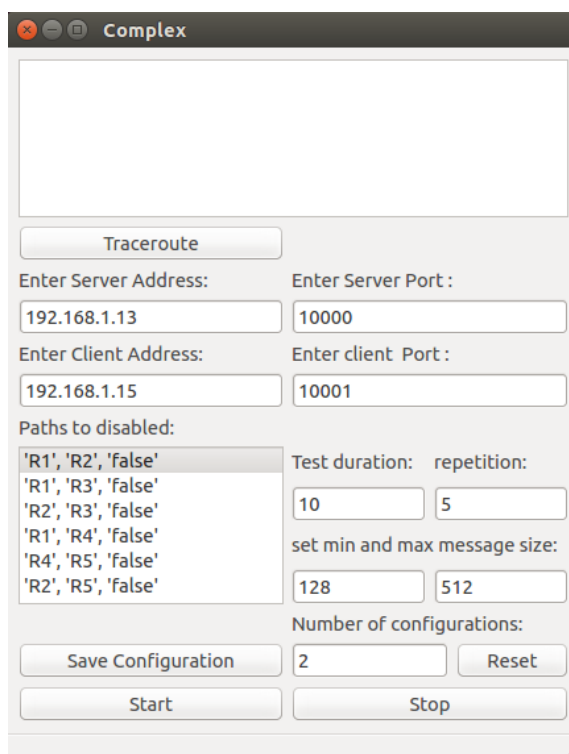 Complex
Traceroute
Enter Server Address: Enter Server Port :
192.168.1.13 10000
Enter Client Address: Enter client Port :
192.168.1.15 10001
Paths to disabled:
'R1', 'R2', 'false'
'R1', 'R3', 'false'
'R2', 'R3', 'false'
'R1', 'R4', 'false'
'R4', 'R5', 'false'
'R2', 'R5', 'false'
Test duration: repetition:
10 5
set min and max message size:
128 512
Number of configurations:
Save Configuration 2 Reset
Start Stop